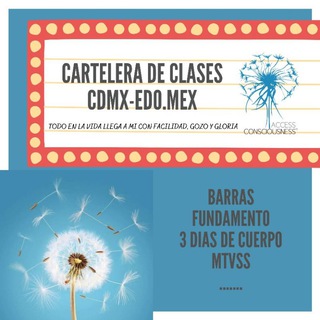 CARTELERA DE CLASES
CDMX-EDO.MEX
TODO EN LA VIDA LLEGA A MI CON FACILIDAD, GOZO Y GLORIA
ACCESS
CONSCIOUSNESS
BARRAS
FUNDAMENTO
3 DIAS DE CUERPO
MTVSS
.......